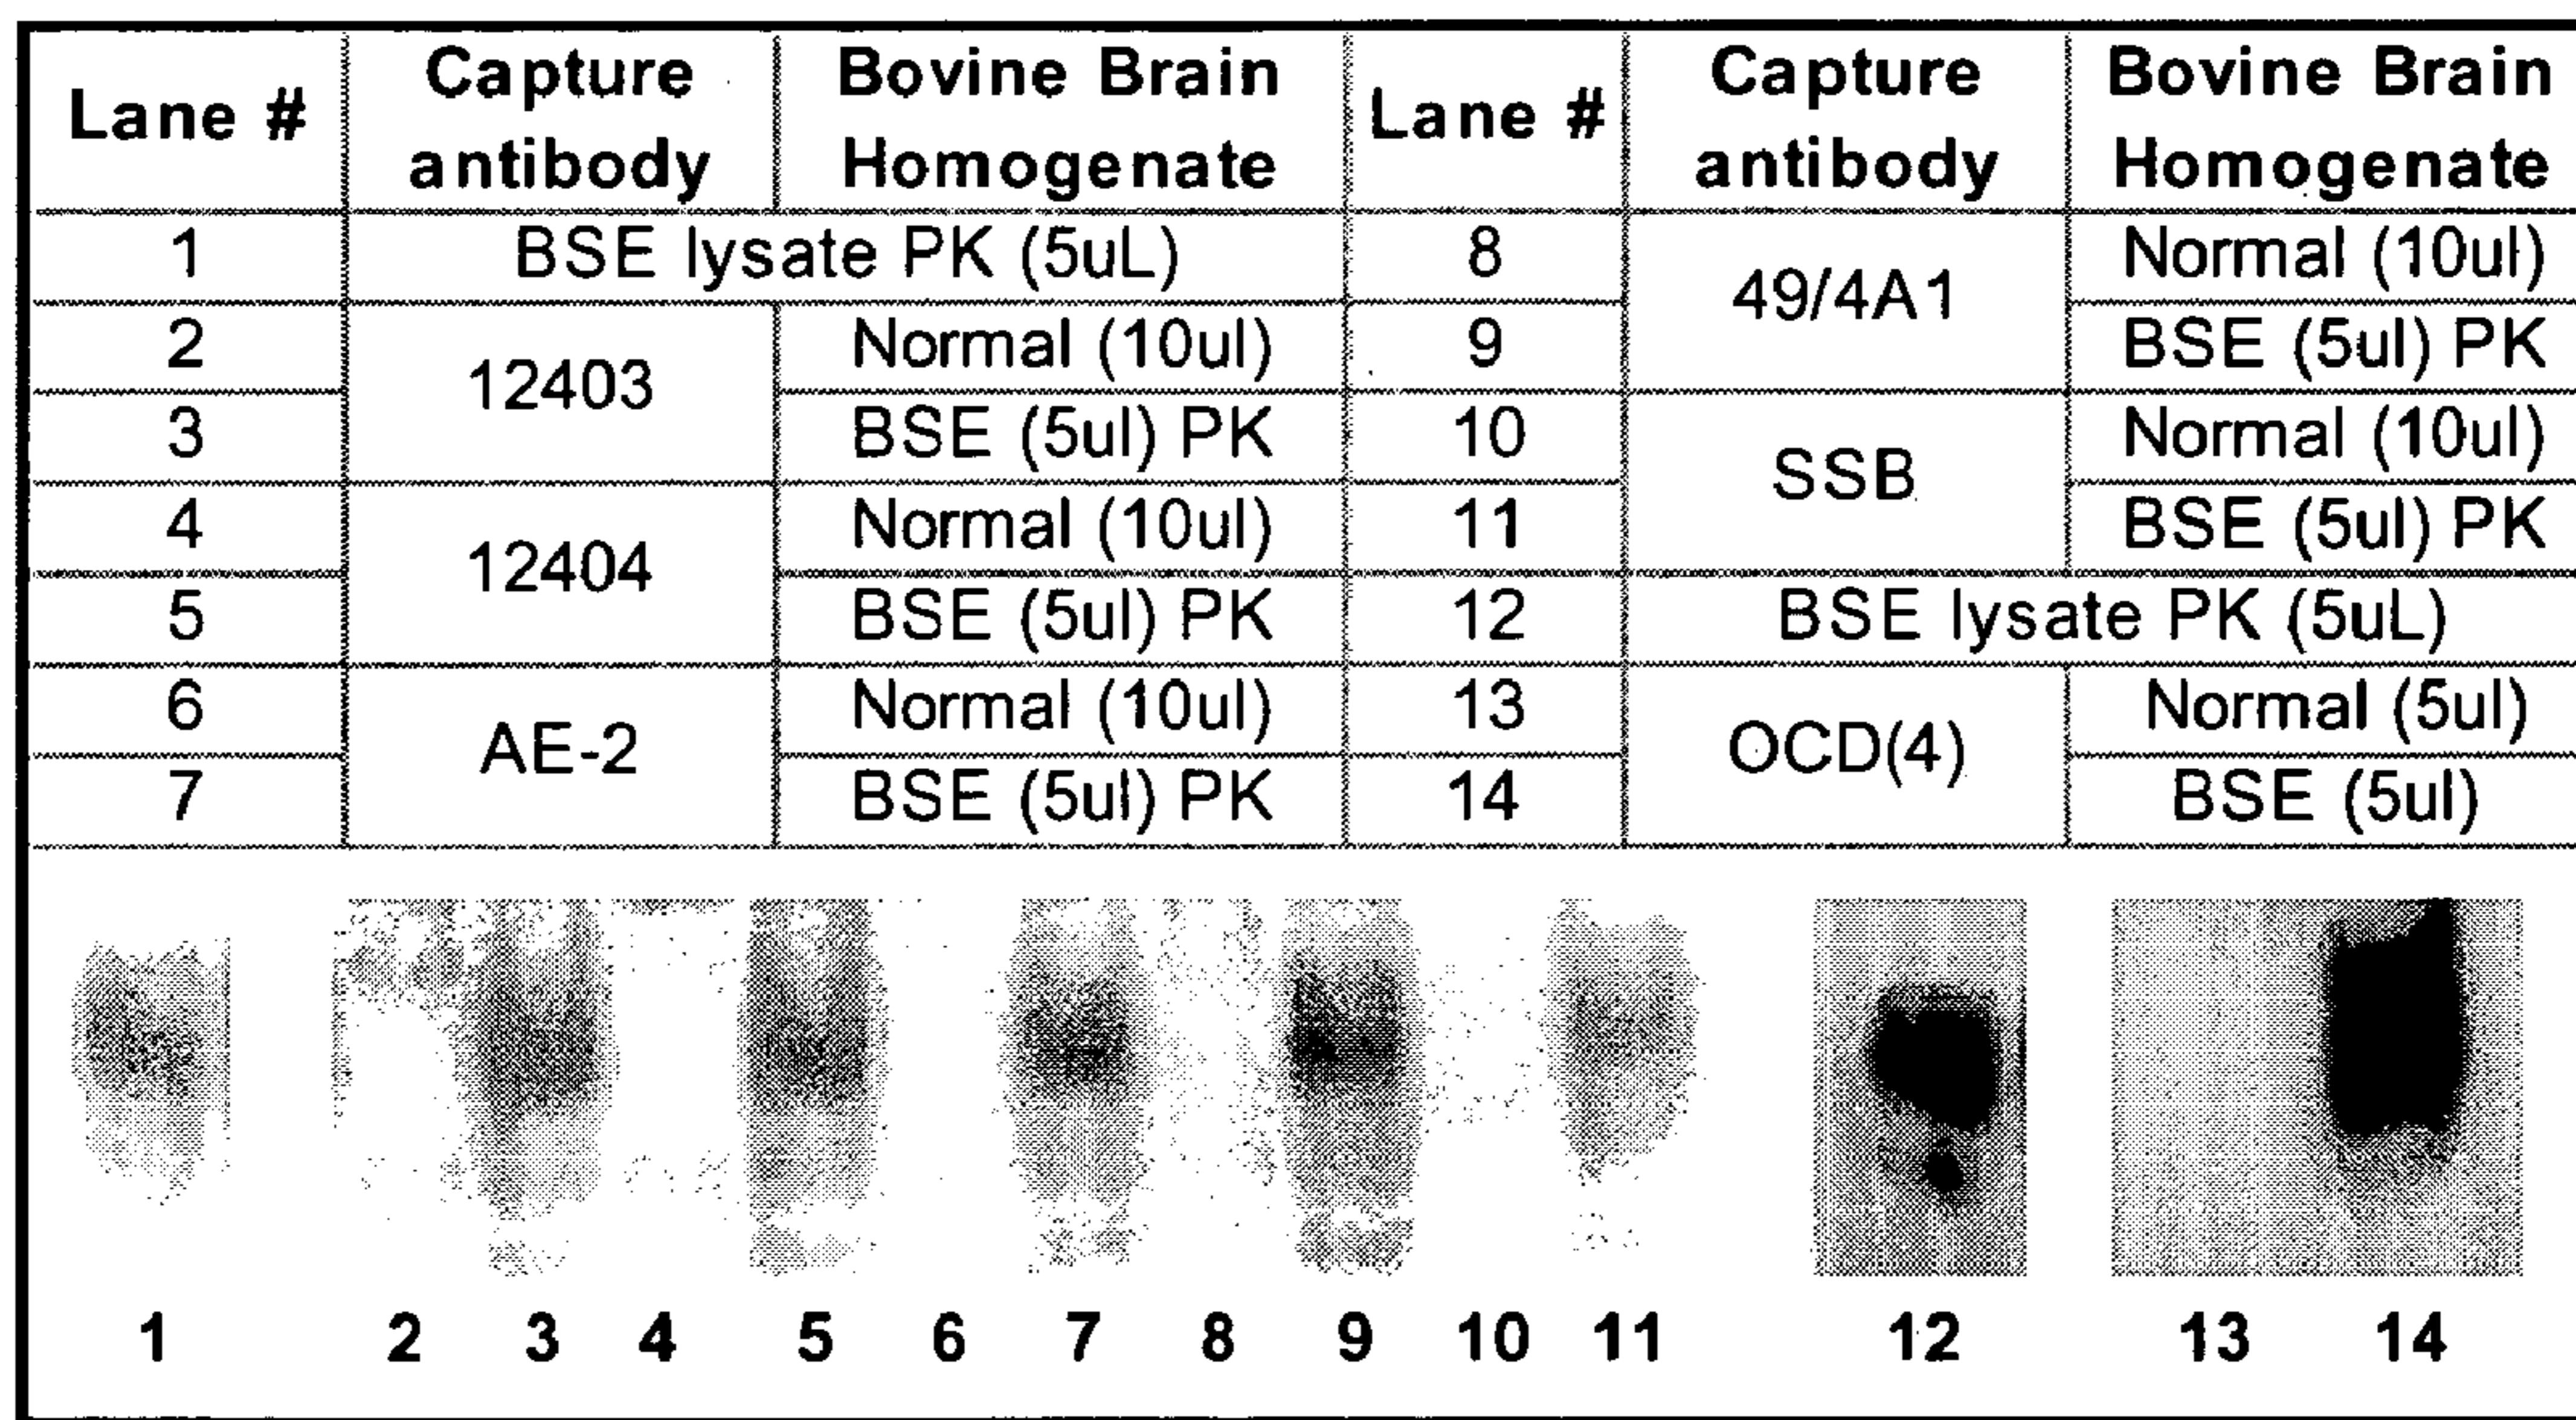 Lane # Capture antibody Bovine Brain Homogenate Lane # Capture antibody Bovine Brain Homogenate
1 BSE lysate PK (5uL) 8 49/4A1 Normal (10ul)
2 12403 Normal (10ul) 9 BSE (5ul) PK
3 BSE (5ul) PK 10 SSB Normal (10ul)
4 12404 Normal (10ul) 11 BSE (5ul) PK
5 BSE (5ul) PK 12 BSE lysate PK (5uL)
6 AE-2 Normal (10ul) 13 OCD(4) Normal (5ul)
7 BSE (5ul) PK 14 BSE (5ul)
1 2 3 4 5 6 7 8 9 10 11 12 13 14